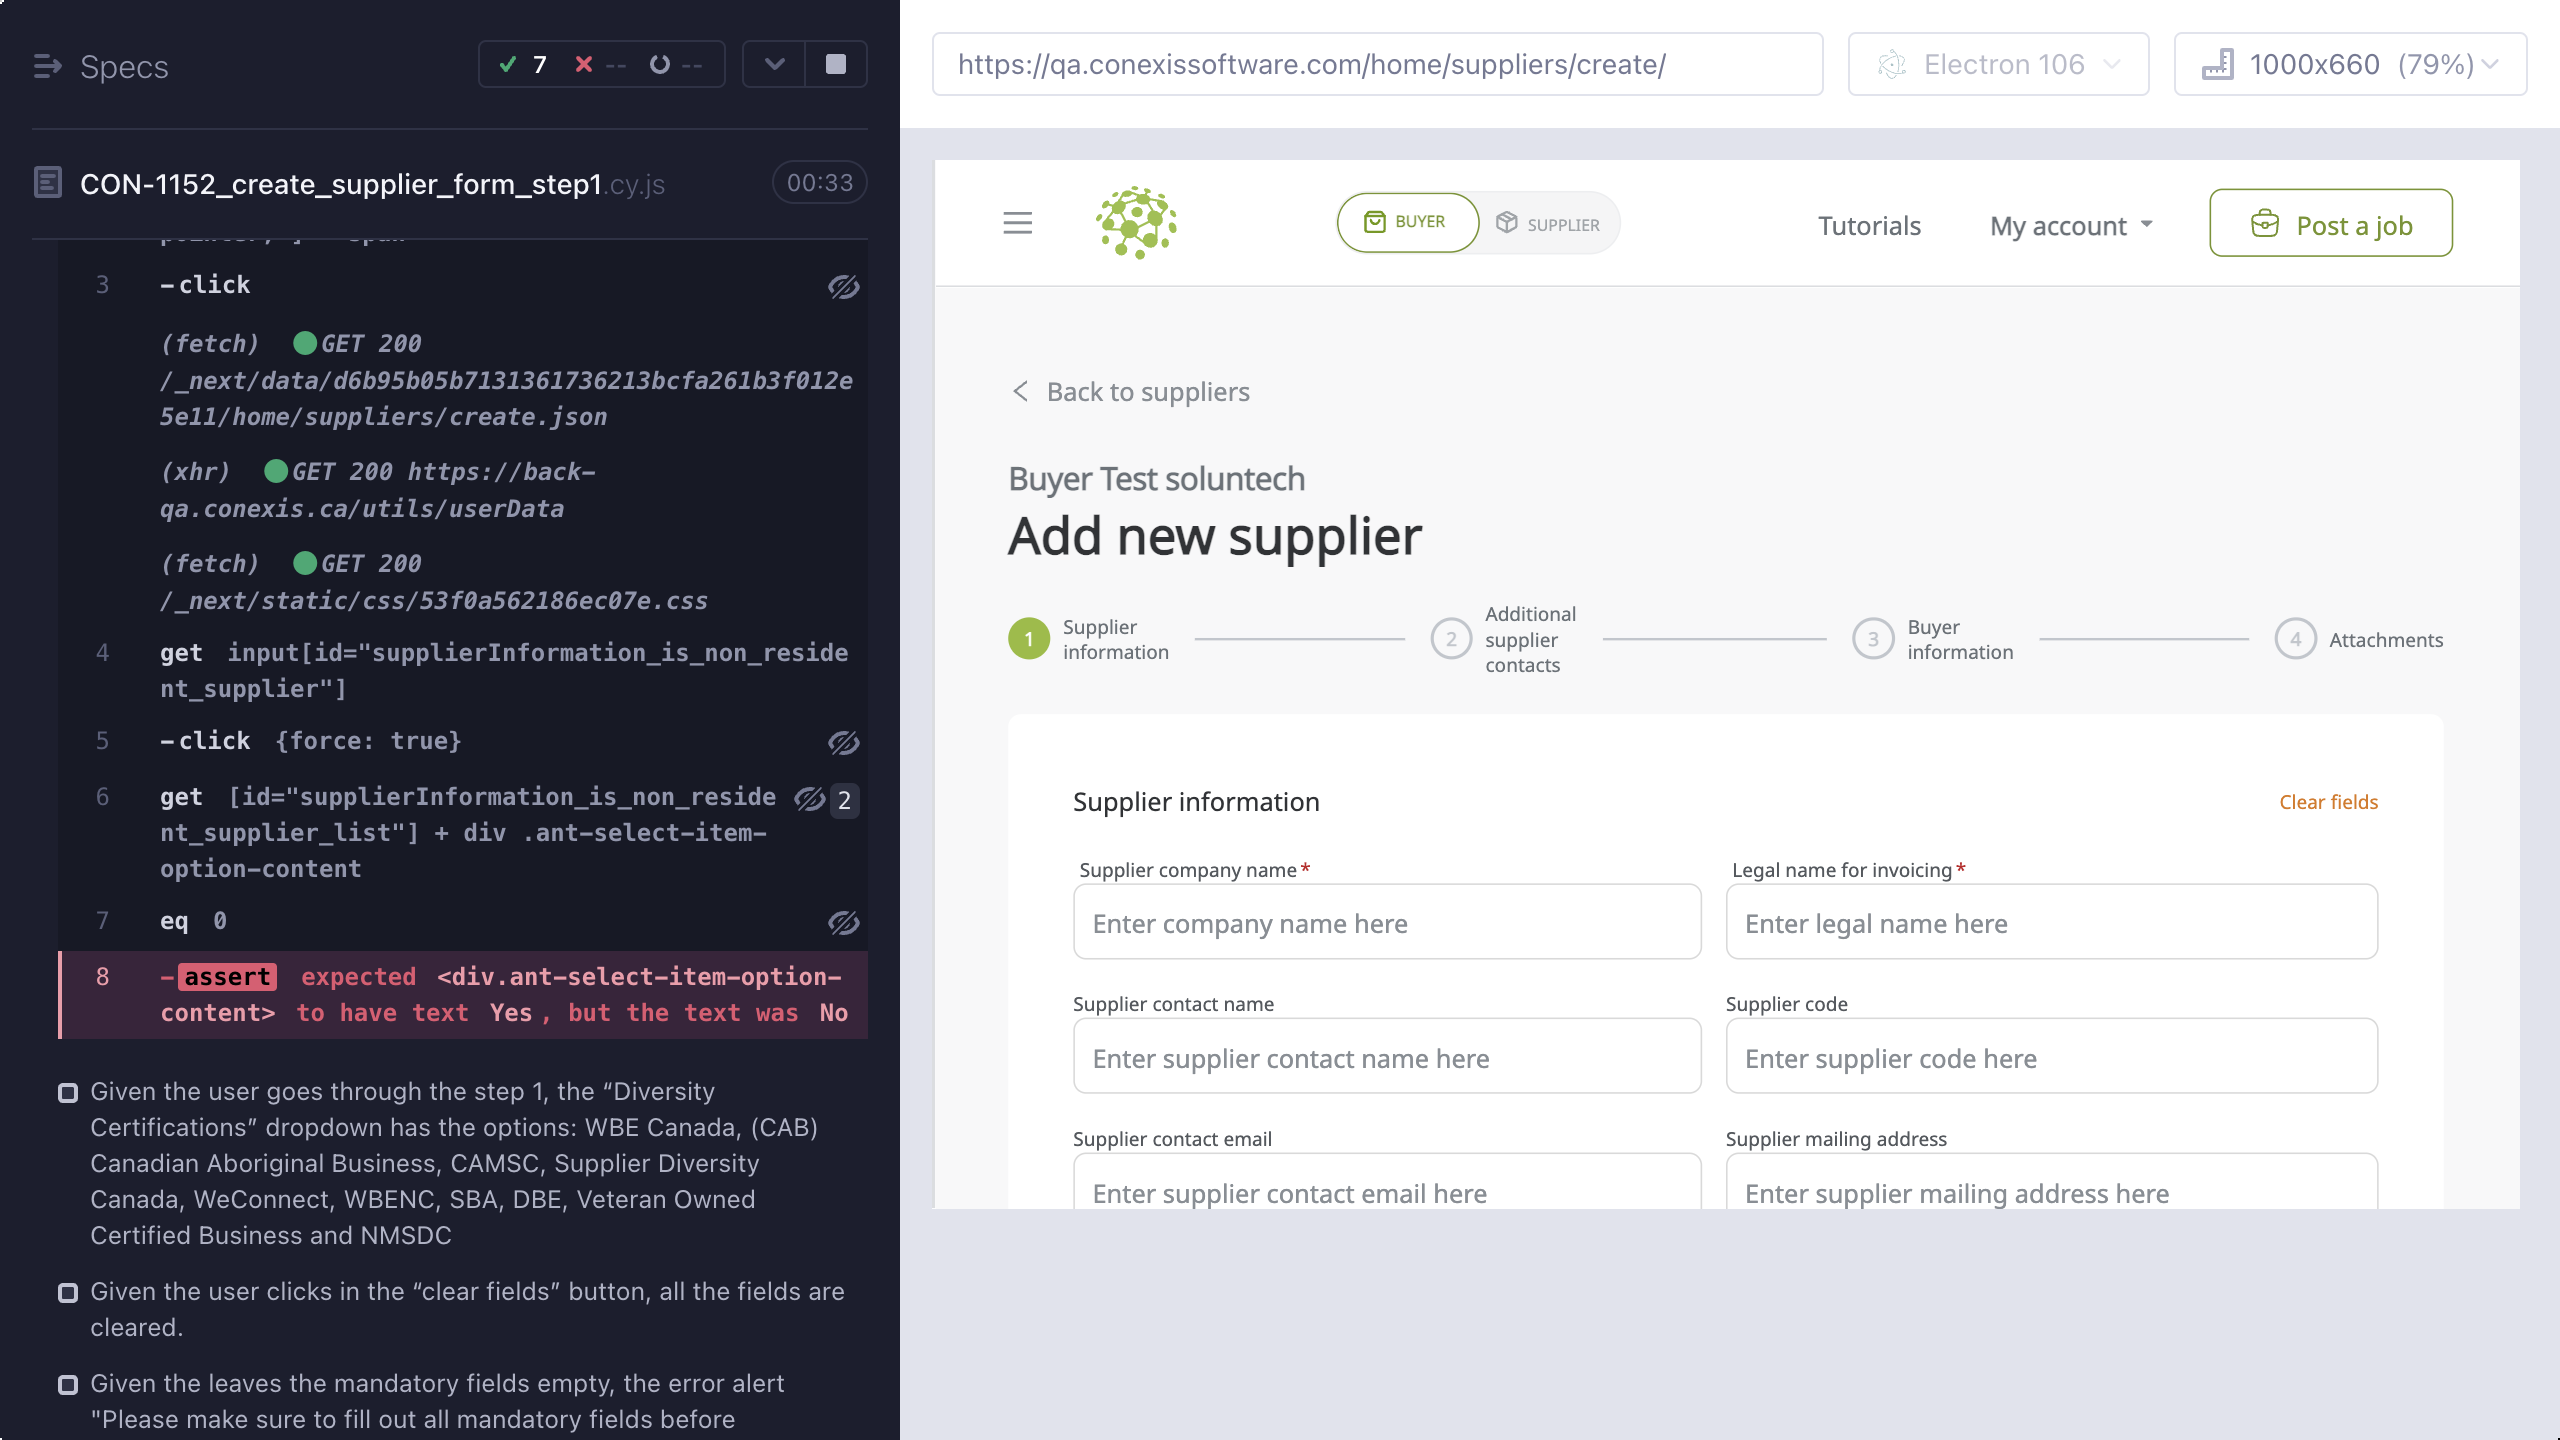 Specs
7
--
--
CON-1152_create_supplier_form_step1.cy.js
00:33
3
-click
(fetch) GET 200
/_next/data/d6b95b05b7131361736213bcfa261b3f012e
5e11/home/suppliers/create.json
(xhr) GET 200 https://back-
qa.conexis.ca/utils/userData
(fetch) GET 200
/_next/static/css/53f0a562186ec07e.css
4
get input[id="supplierInformation_is_non_reside
nt_supplier"]
5
-click {force: true}
6
get [id="supplierInformation_is_non_reside
2
nt_supplier_list"] + div .ant-select-item-
option-content
7
eq 0
8
-assert expected <div.ant-select-item-option-
content> to have text Yes, but the text was No
Given the user goes through the step 1, the “Diversity
Certifications” dropdown has the options: WBE Canada, (CAB)
Canadian Aboriginal Business, CAMSC, Supplier Diversity
Canada, WeConnect, WBENC, SBA, DBE, Veteran Owned
Certified Business and NMSDC
Given the user clicks in the “clear fields” button, all the fields are
cleared.
Given the leaves the mandatory fields empty, the error alert
"Please make sure to fill out all mandatory fields before
https://qa.conexissoftware.com/home/suppliers/create/
Electron 106
1000x660 (79%)
BUYER
SUPPLIER
Tutorials
My account
Post a job
Back to suppliers
Buyer Test soluntech
Add new supplier
1
Supplier
information
2
Additional
supplier
contacts
3
Buyer
information
4
Attachments
Supplier information
Clear fields
Supplier company name*
Legal name for invoicing*
Enter company name here
Enter legal name here
Supplier contact name
Supplier code
Enter supplier contact name here
Enter supplier code here
Supplier contact email
Supplier mailing address
Enter supplier contact email here
Enter supplier mailing address here